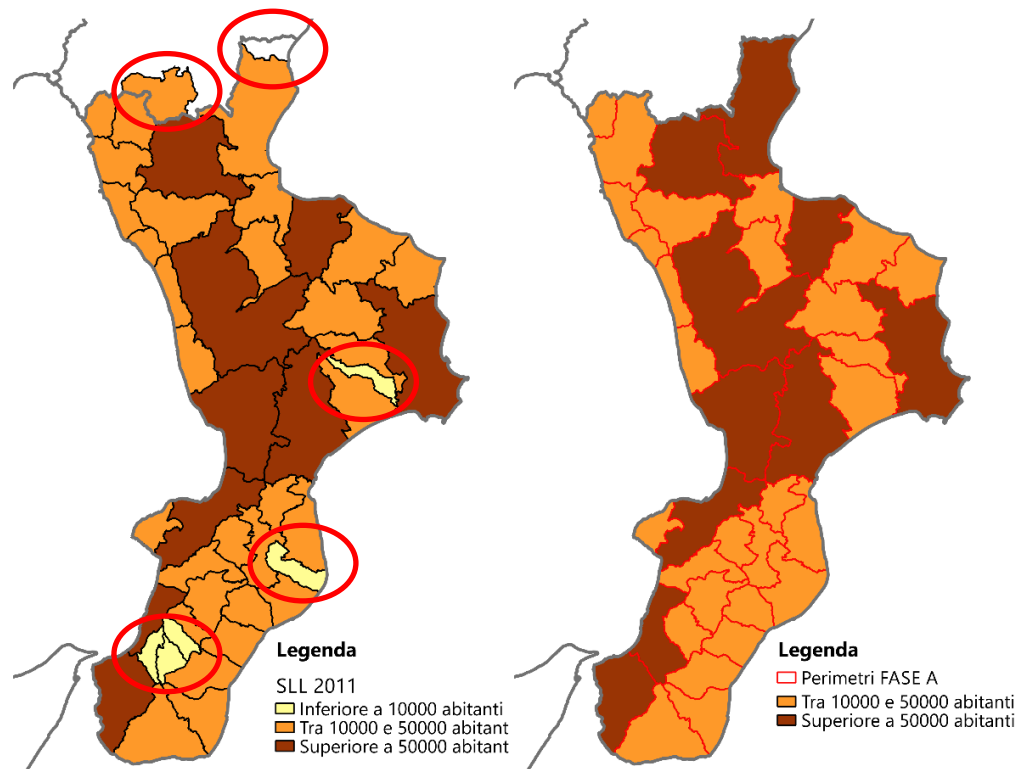 Legenda
SLL 2011
Inferiore a 10000 abitanti
Tra 10000 e 50000 abitant
Superiore a 50000 abitant
Legenda
Perimetri FASE A
Tra 10000 e 50000 abitanti
Superiore a 50000 abitanti